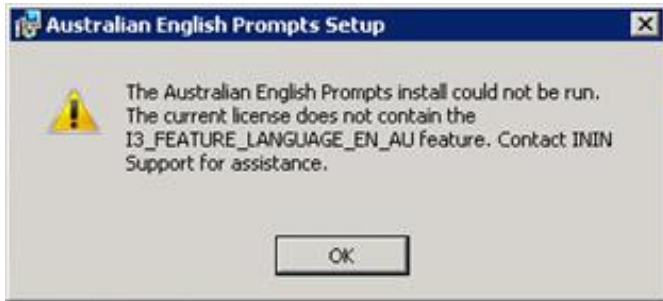 Australian English Prompts Setup
The Australian English Prompts install could not be run.
The current license does not contain the
I3_FEATURE_LANGUAGE_EN_AU feature. Contact ININ
Support for assistance.
OK